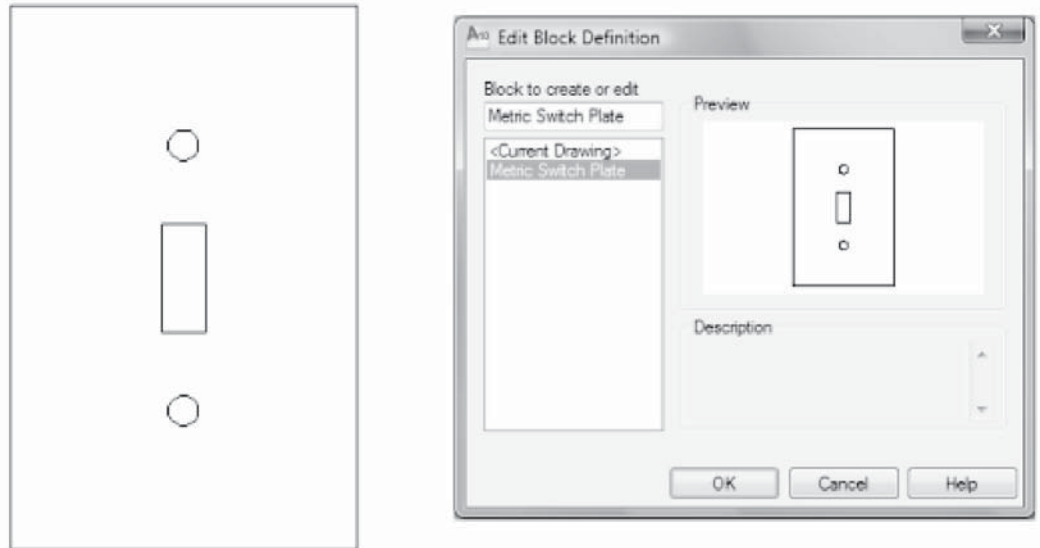 Edit Block Definition
Block to create or edit
Metric Switch Plate
<Current Drawing>
Metric Switch Plate
Preview
Description
OK
Cancel
Help